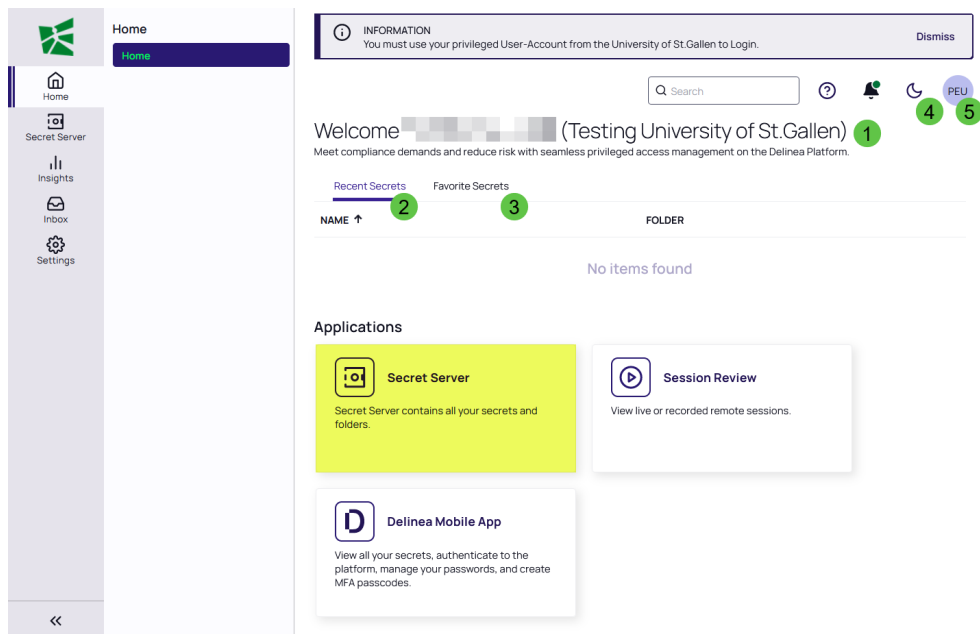 Home
Home
INFORMATION
You must use your privileged User-Account from the University of St.Gallen to Login.
Dismiss
Home
Secret Server
Insights
Inbox
Settings
Search
PEU
4
5
Welcome (Testing University of St.Gallen) 1
Meet compliance demands and reduce risk with seamless privileged access management on the Delinea Platform.
Recent Secrets
Favorite Secrets
2
3
NAME ↑
FOLDER
No items found
Applications
Secret Server
Secret Server contains all your secrets and
folders.
Session Review
View live or recorded remote sessions.
Delinea Mobile App
View all your secrets, authenticate to the
platform, manage your passwords, and create
MFA passcodes.